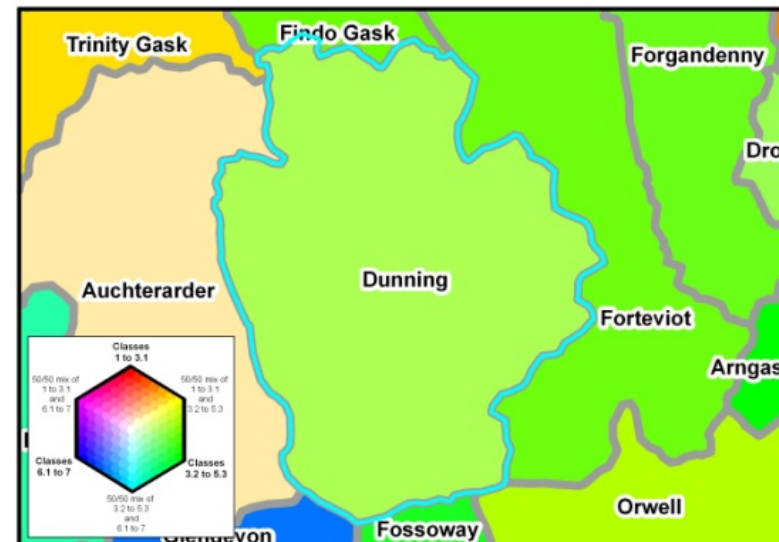 Findo Gask
Trinity Gask
Forgandenny
Dro
Auchterarder
Dunning
Forteviot
Arngas
Classes
1 to 3.1
50/50 mix of
1 to 3.1
and
6.1 to 7
50/50 mix of
1 to 3.1
and
3.2 to 5.3
Classes
6.1 to 7
Classes
3.2 to 5.3
50/50 mix of
3.2 to 5.3
and
6.1 to 7
Orwell
Glendevon
Fossoway